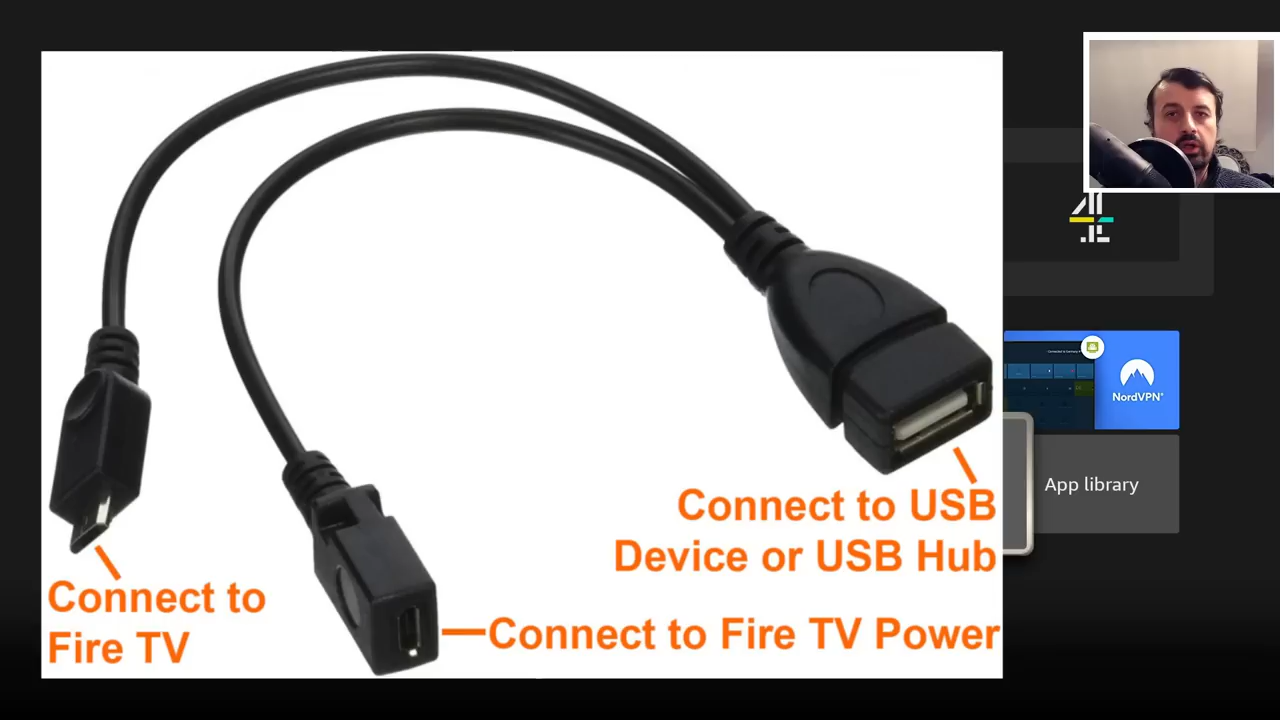 Connect to USB
Device or USB Hub
Connect to
Fire TV
Connect to Fire TV Power
4
NordVPN®
App library